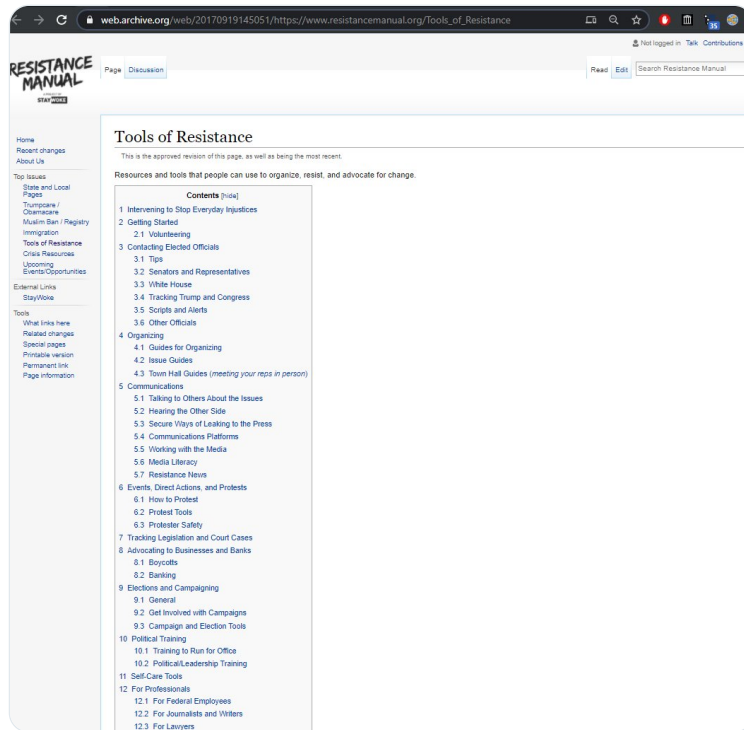 web.archive.org/web/20170919145051/https://www.resistancemanual.org/Tools_of_Resistance
35
Not logged in Talk Contributions
RESISTANCE
MANUAL
STAYWOKE
Page Discussion
Read Edit Search Resistance Manual
Home
Recent changes
About Us
Top Issues
State and Local
Pages
Trumpcare /
Obamacare
Muslim Ban / Registry
Immigration
Tools of Resistance
Crisis Resources
Upcoming
Events/Opportunities
External Links
StayWoke
Tools
What links here
Related changes
Special pages
Printable version
Permanent link
Page information
Tools of Resistance
This is the approved revision of this page, as well as being the most recent.
Resources and tools that people can use to organize, resist, and advocate for change.
Contents [hide]
1 Intervening to Stop Everyday Injustices
2 Getting Started
2.1 Volunteering
3 Contacting Elected Officials
3.1 Tips
3.2 Senators and Representatives
3.3 White House
3.4 Tracking Trump and Congress
3.5 Scripts and Alerts
3.6 Other Officials
4 Organizing
4.1 Guides for Organizing
4.2 Issue Guides
4.3 Town Hall Guides (meeting your reps in person)
5 Communications
5.1 Talking to Others About the Issues
5.2 Hearing the Other Side
5.3 Secure Ways of Leaking to the Press
5.4 Communications Platforms
5.5 Working with the Media
5.6 Media Literacy
5.7 Resistance News
6 Events, Direct Actions, and Protests
6.1 How to Protest
6.2 Protest Tools
6.3 Protester Safety
7 Tracking Legislation and Court Cases
8 Advocating to Businesses and Banks
8.1 Boycotts
8.2 Banking
9 Elections and Campaigning
9.1 General
9.2 Get Involved with Campaigns
9.3 Campaign and Election Tools
10 Political Training
10.1 Training to Run for Office
10.2 Political/Leadership Training
11 Self-Care Tools
12 For Professionals
12.1 For Federal Employees
12.2 For Journalists and Writers
12.3 For Lawyers